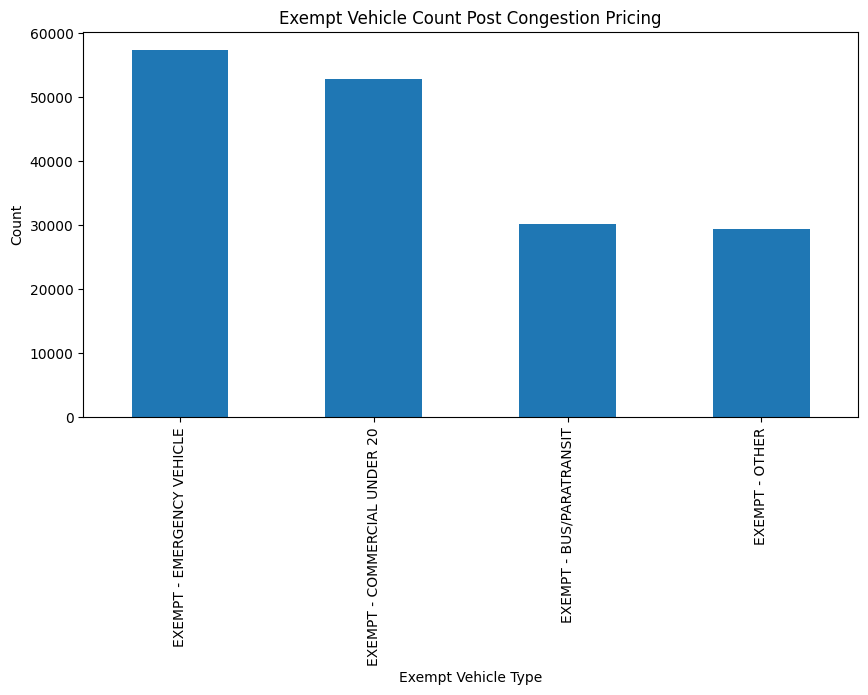 Exempt Vehicle Count Post Congestion Pricing
60000
50000
40000
30000
20000
10000
0
Count
EXEMPT - EMERGENCY VEHICLE
EXEMPT - COMMERCIAL UNDER 20
EXEMPT - BUS/PARATRANSIT
EXEMPT - OTHER
Exempt Vehicle Type